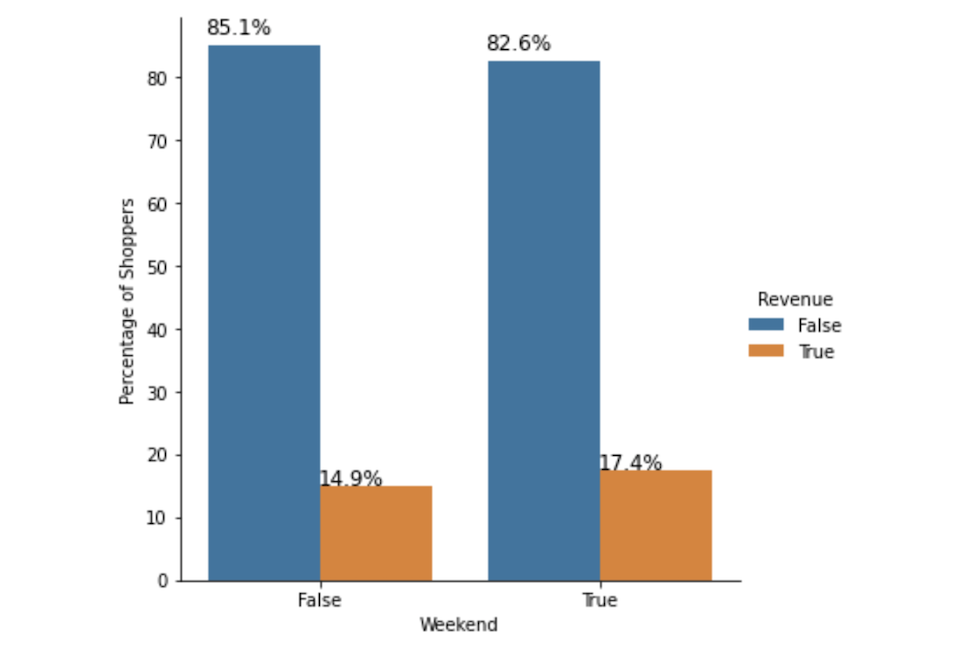 85.1%
82.6%
80
70
60
50
40
30
20
10
0
Percentage of Shoppers
14.9%
17.4%
False
True
Weekend
Revenue
False
True